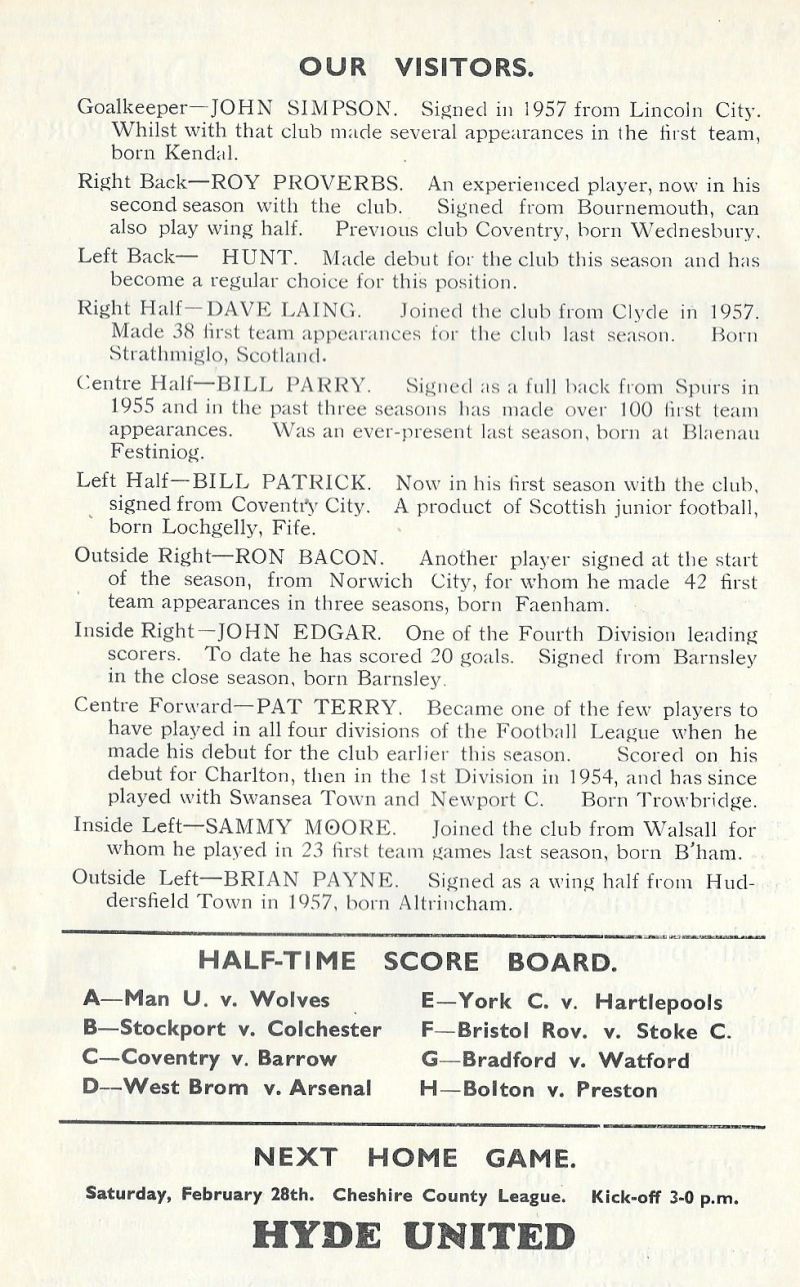 OUR VISITORS.
Goalkeeper—JOHN SIMPSON. Signed in 1957 from Lincoln City.
Whilst with that club made several appearances in the first team,
born Kendal.
Right Back—ROY PROVERBS. An experienced player, now in his
second season with the club. Signed from Bournemouth, can
also play wing half. Previous club Coventry, born Wednesbury.
Left Back— HUNT. Made debut for the club this season and has
become a regular choice for this position.
Right Half—DAVE LAING. Joined the club from Clyde in 1957.
Made 38 first team appearances for the club last season. Born
Strathmiglo, Scotland.
Centre Half—BILL PARRY. Signed as a full back from Spurs in
1955 and in the past three seasons has made over 100 first team
appearances. Was an ever-present last season, born at Blaenau
Festiniog.
Left Half—BILL PATRICK. Now in his first season with the club,
signed from Coventry City. A product of Scottish junior football,
born Lochgelly, Fife.
Outside Right—RON BACON. Another player signed at the start
of the season, from Norwich City, for whom he made 42 first
team appearances in three seasons, born Faenham.
Inside Right—JOHN EDGAR. One of the Fourth Division leading
scorers. To date he has scored 20 goals. Signed from Barnsley
in the close season, born Barnsley.
Centre Forward—PAT TERRY. Became one of the few players to
have played in all four divisions of the Football League when he
made his debut for the club earlier this season. Scored on his
debut for Charlton, then in the 1st Division in 1954, and has since
played with Swansea Town and Newport C. Born Trowbridge.
Inside Left—SAMMY MOORE. Joined the club from Walsall for
whom he played in 23 first team games last season, born B'ham.
Outside Left—BRIAN PAYNE. Signed as a wing half from Hud-
dersfield Town in 1957, born Altrincham.
HALF-TIME SCORE BOARD.
A—Man U. v. Wolves
B—Stockport v. Colchester
C—Coventry v. Barrow
D—West Brom v. Arsenal
E—York C. v. Hartlepools
F—Bristol Rov. v. Stoke C.
G—Bradford v. Watford
H—Bolton v. Preston
NEXT HOME GAME.
Saturday, February 28th. Cheshire County League. Kick-off 3-0 p.m.
HYDE UNITED